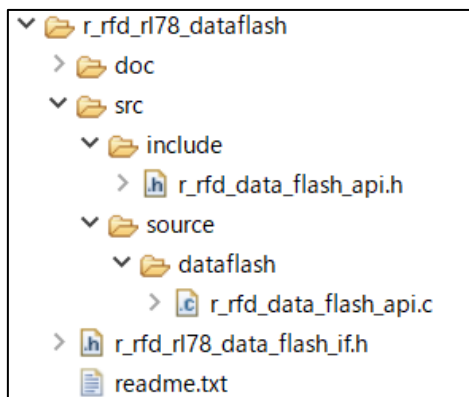 r_rfd_rl78_dataflash
doc
src
include
.h r_rfd_data_flash_api.h
source
dataflash
.c r_rfd_data_flash_api.c
.h r_rfd_rl78_data_flash_if.h
readme.txt